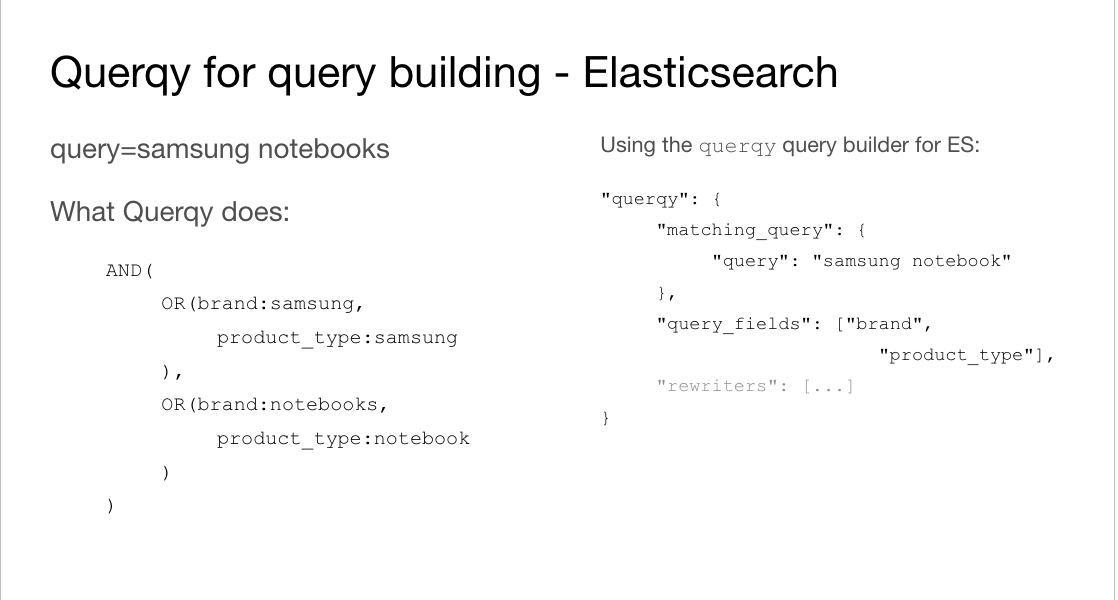 Querqy for query building - Elasticsearch
query=samsung notebooks
What Querqy does:
AND(
OR(brand:samsung,
product_type:samsung
),
OR(brand:notebooks,
product_type:notebook
)
)
Using the querqy query builder for ES:
"querqy": {
"matching_query": {
"query": "samsung notebook"
},
"query_fields": ["brand",
"product_type"],
"rewriters": [...]
}